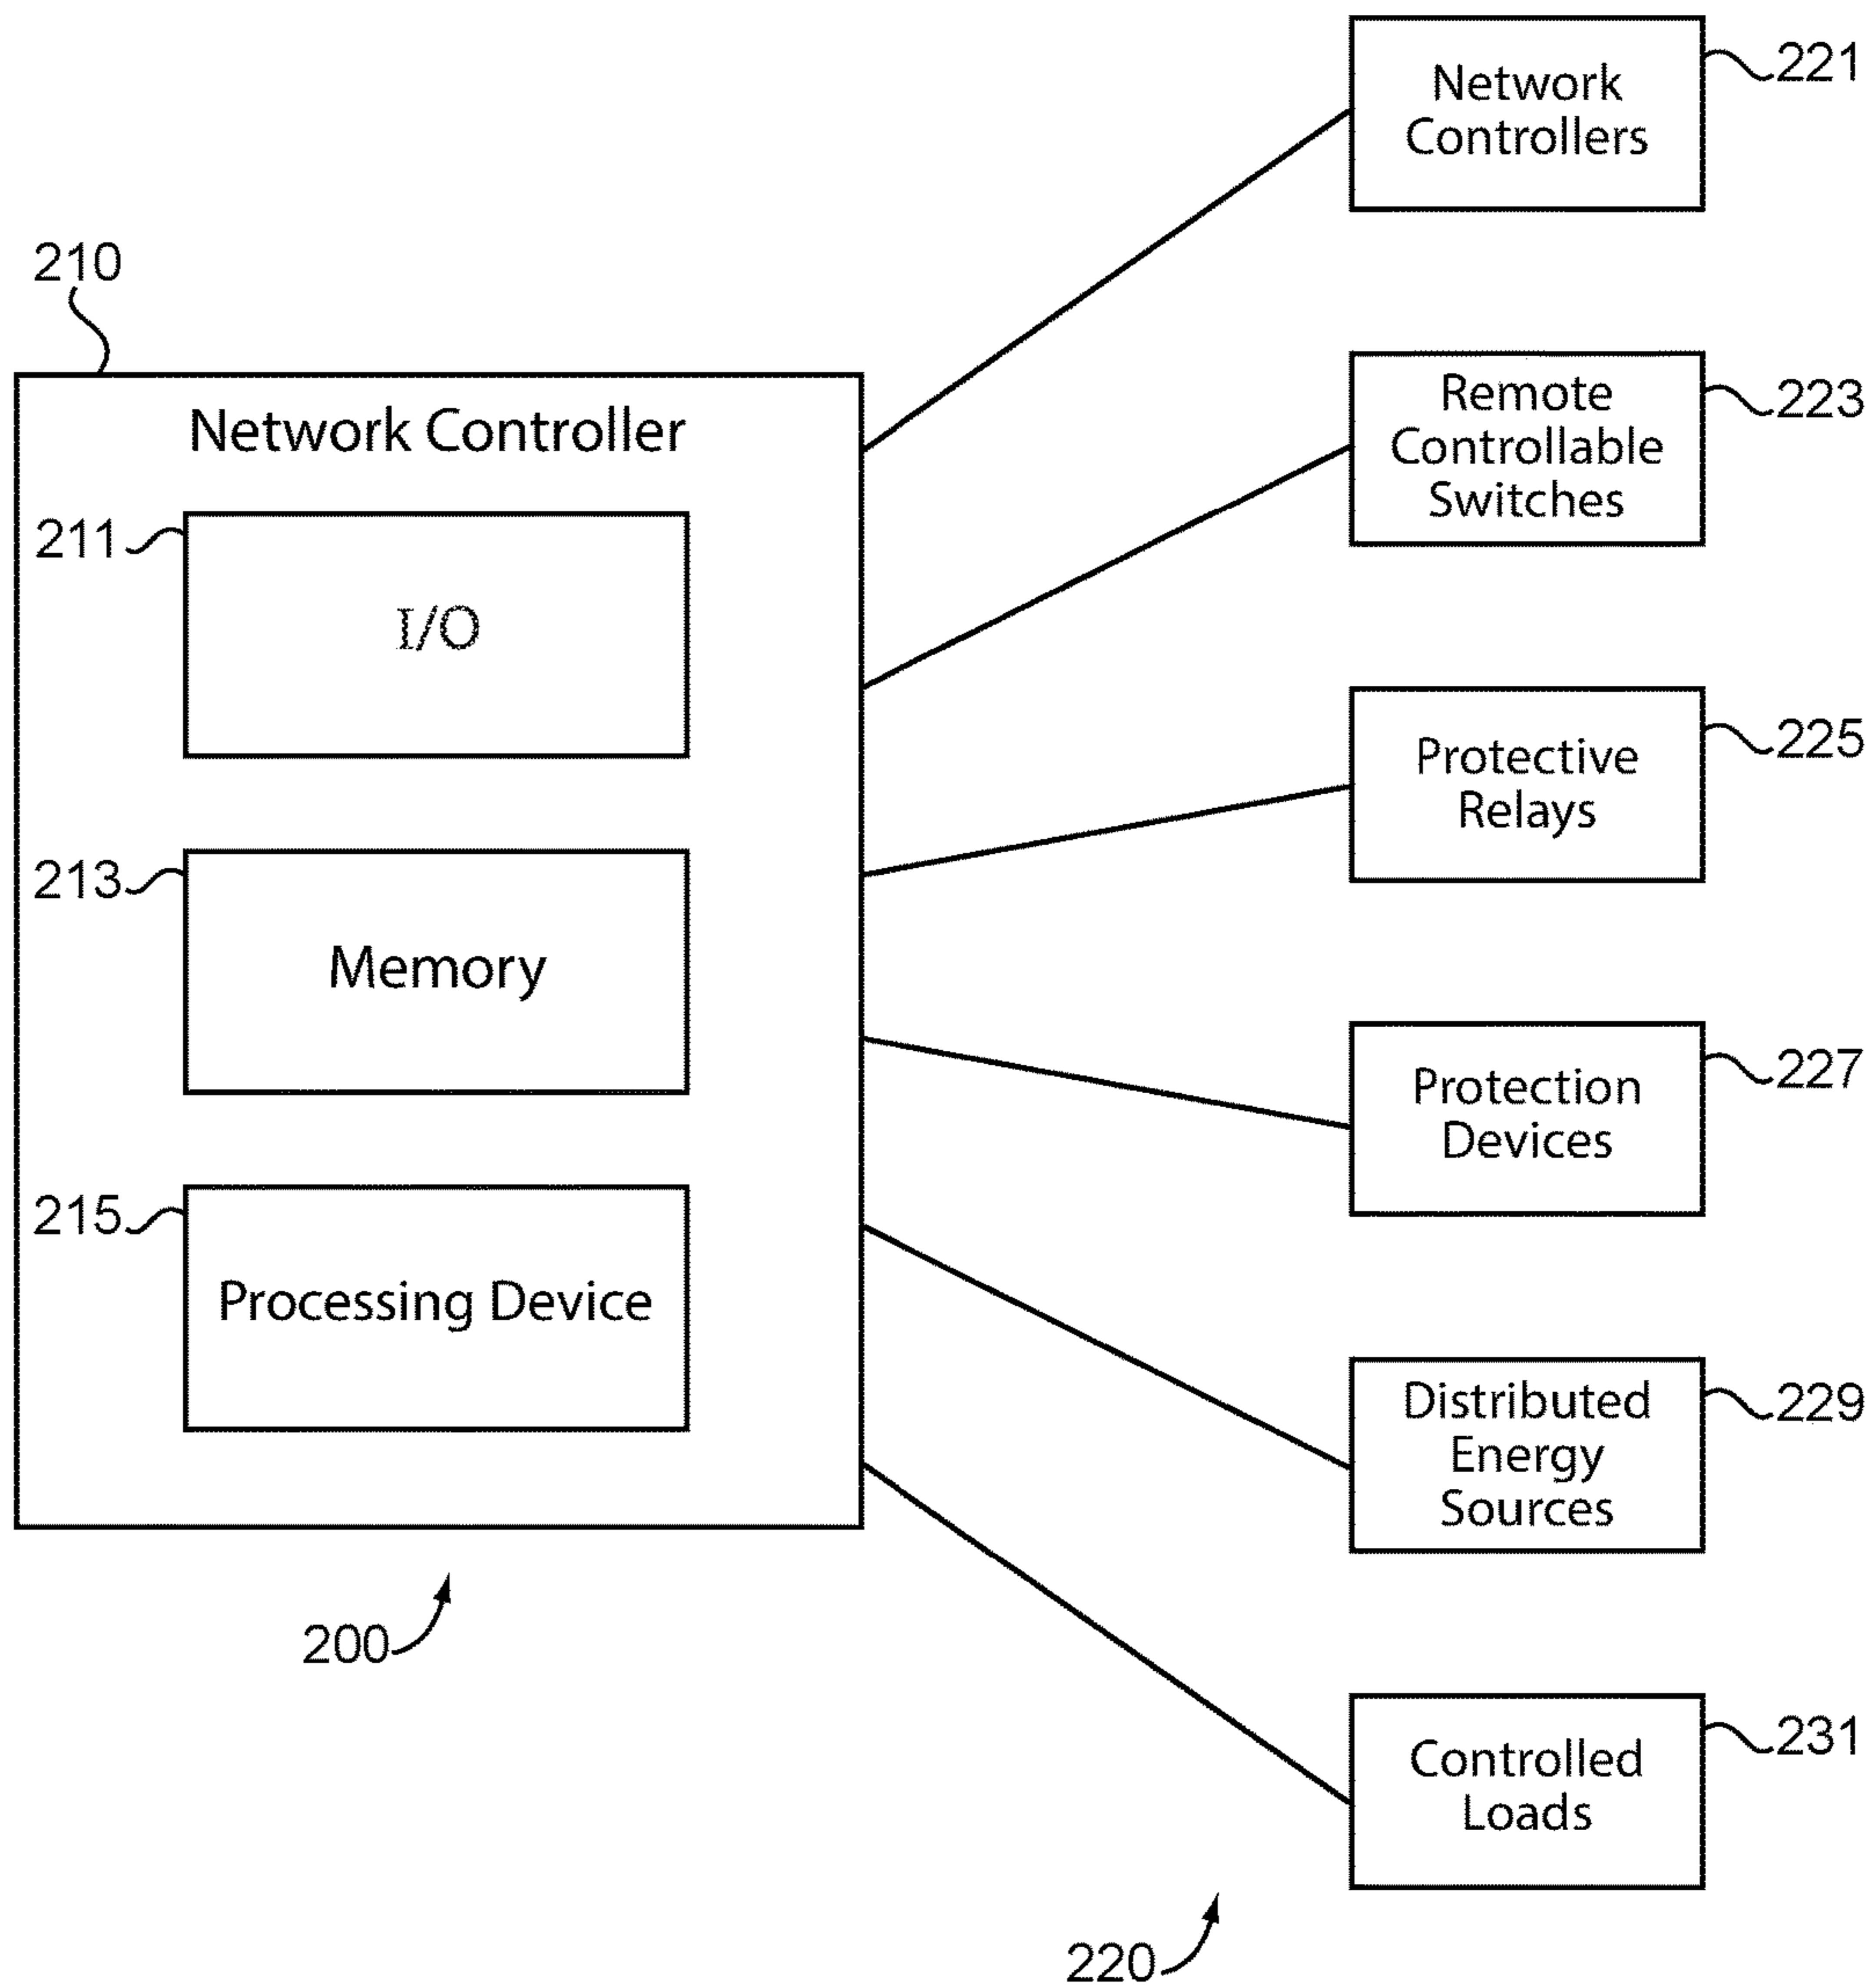 210
Network Controller
211
I/O
213
Memory
215
Processing Device
200
Network
Controllers
221
Remote
Controllable
Switches
223
Protective
Relays
225
Protection
Devices
227
Distributed
Energy
Sources
229
Controlled
Loads
231
220